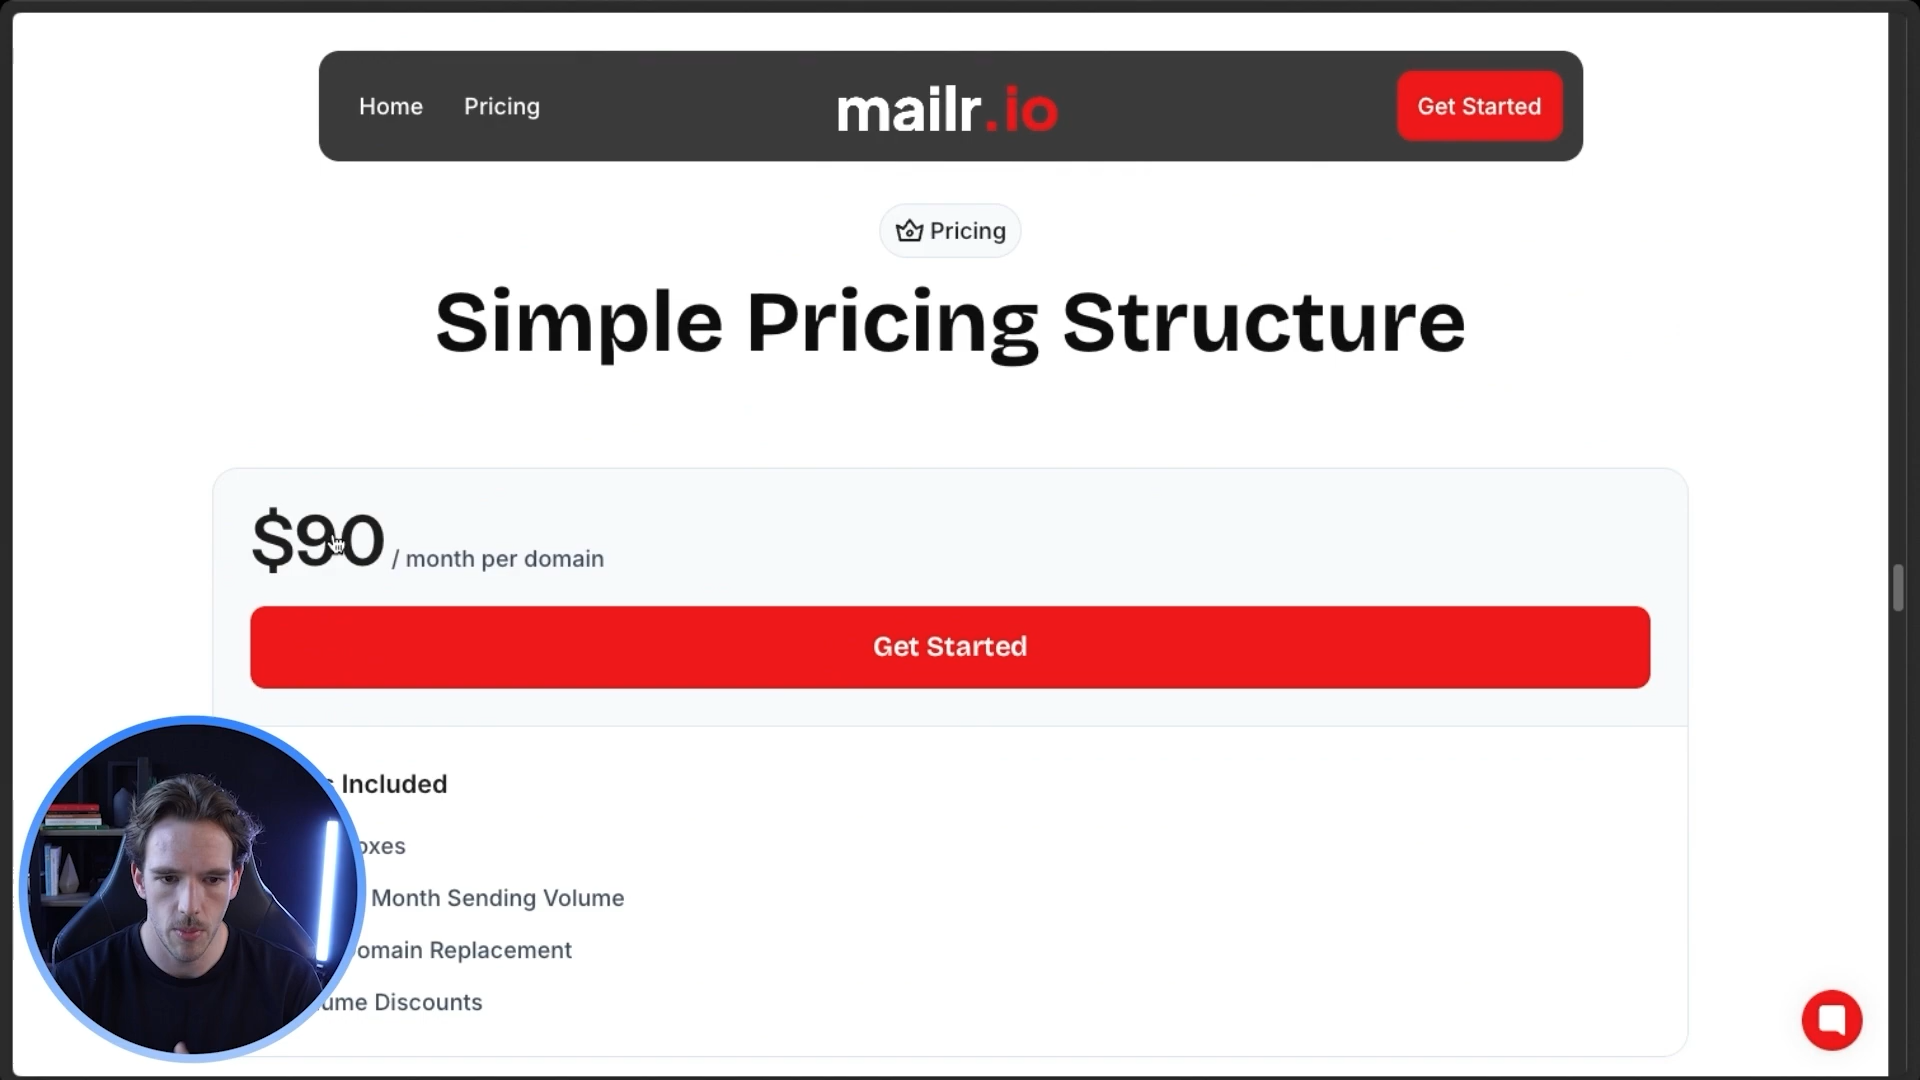 Home Pricing mailr.io Get Started
Pricing
Simple Pricing Structure
$90 / month per domain
Get Started
Included
Month Sending Volume
Replacement
Discounts